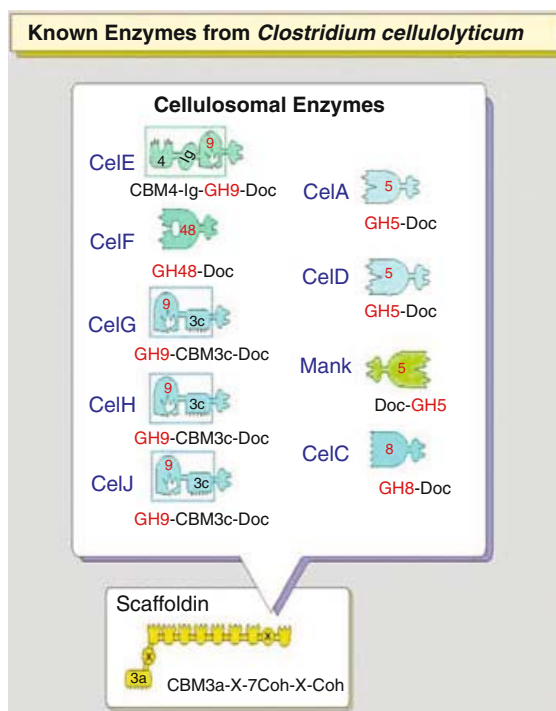 Known Enzymes from Clostridium cellulolyticum
Cellulosomal Enzymes
CelE
4
Ig
9
CBM4-Ig-GH9-Doc
CelF
48
GH48-Doc
CelG
9
3c
GH9-CBM3c-Doc
CelH
9
3c
GH9-CBM3c-Doc
CelJ
9
3c
GH9-CBM3c-Doc
CelA
5
GH5-Doc
CelD
5
GH5-Doc
Mank
5
Doc-GH5
CelC
8
GH8-Doc
Scaffoldin
x
x
3a
CBM3a-X-7Coh-X-Coh